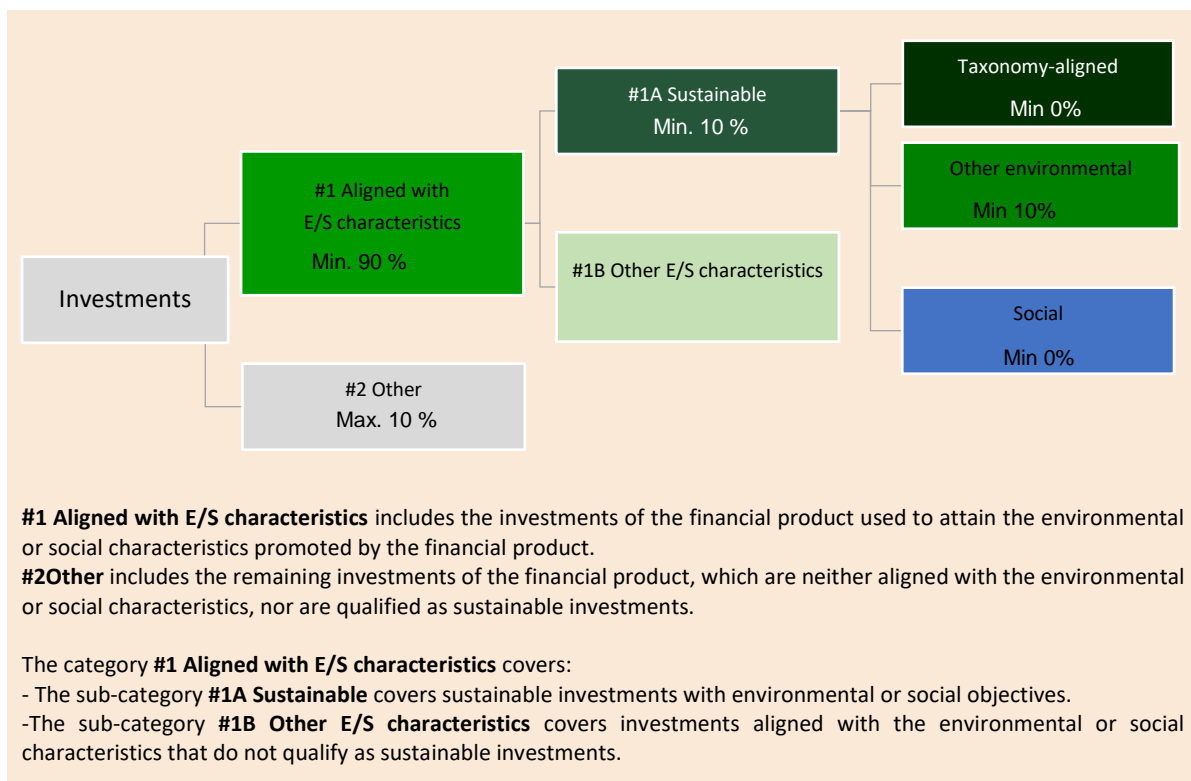 Investments
#1 Aligned with
E/S characteristics
Min. 90 %
#2 Other
Max. 10 %
#1A Sustainable
Min. 10 %
#1B Other E/S characteristics
Taxonomy-aligned
Min 0%
Other environmental
Min 10%
Social
Min 0%
#1 Aligned with E/S characteristics includes the investments of the financial product used to attain the environmental
or social characteristics promoted by the financial product.
#2Other includes the remaining investments of the financial product, which are neither aligned with the environmental
or social characteristics, nor are qualified as sustainable investments.
The category #1 Aligned with E/S characteristics covers:
- The sub-category #1A Sustainable covers sustainable investments with environmental or social objectives.
-The sub-category #1B Other E/S characteristics covers investments aligned with the environmental or social
characteristics that do not qualify as sustainable investments.